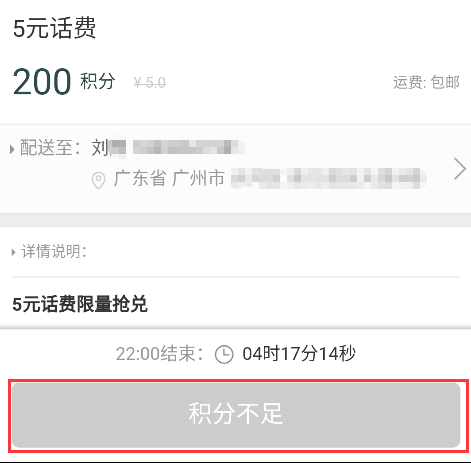 5元话费
200 积分 ¥5.0 运费: 包邮
配送至: 刘
广东省 广州市
详情说明:
5元话费限量抢兑
22:00结束: 04时17分14秒
积分不足